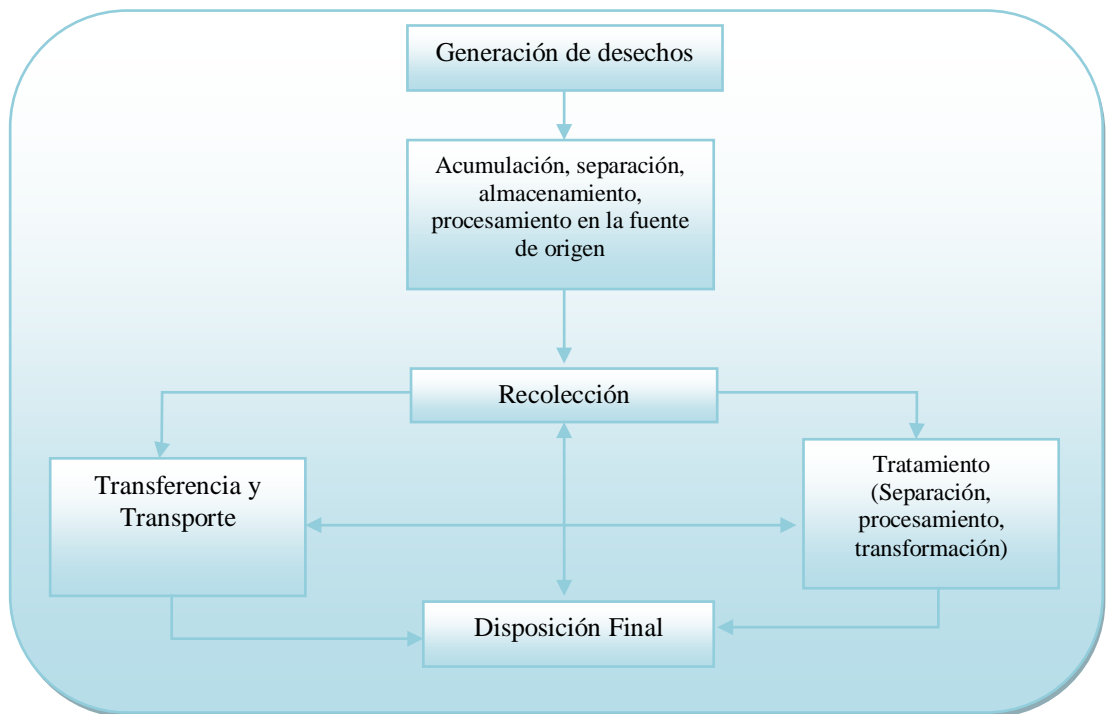 Generación de desechos
Acumulación, separación,
almacenamiento,
procesamiento en la fuente
de origen
Recolección
Transferencia y
Transporte
Tratamiento
(Separación,
procesamiento,
transformación)
Disposición Final